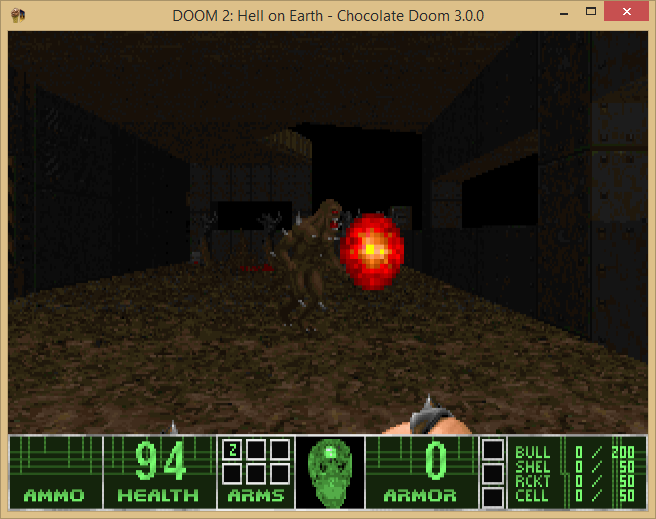 DOOM 2: Hell on Earth - Chocolate Doom 3.0.0
94 2 0
BULL 0 / 200
SHEL 0 / 50
RCKT 0 / 50
CELL 0 / 50
AMMO HEALTH ARMS ARMOR